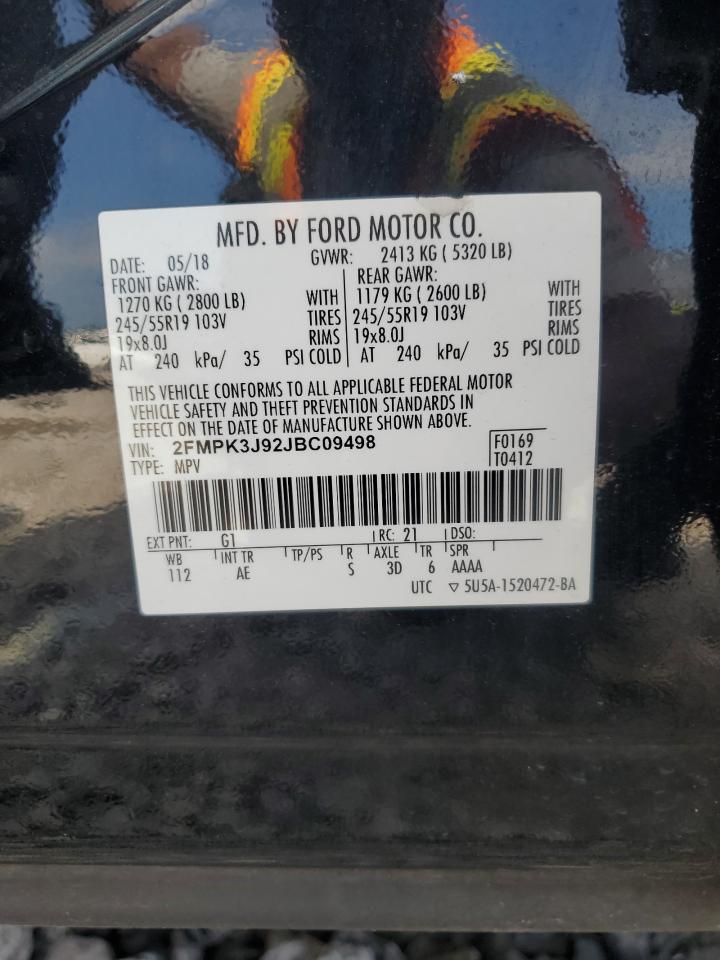 MFD. BY FORD MOTOR CO.
DATE: 05/18 GVWR: 2413 KG ( 5320 LB)
FRONT GAWR: REAR GAWR:
1270 KG ( 2800 LB) WITH 1179 KG ( 2600 LB) WITH
245/55R19 103V TIRES 245/55R19 103V TIRES
19x8.0J RIMS 19x8.0J RIMS
AT 240 kPa/ 35 PSI COLD AT 240 kPa/ 35 PSI COLD
THIS VEHICLE CONFORMS TO ALL APPLICABLE FEDERAL MOTOR
VEHICLE SAFETY AND THEFT PREVENTION STANDARDS IN
EFFECT ON THE DATE OF MANUFACTURE SHOWN ABOVE.
VIN: 2FMPK3J92JBC09498 F0169
TYPE: MPV T0412
EXT PNT: G1 RC: 21 DSO:
WB INT TR TP/PS R AXLE TR SPR
112 AE S 3D 6 AAAA
UTC ▽ 5U5A-1520472-BA